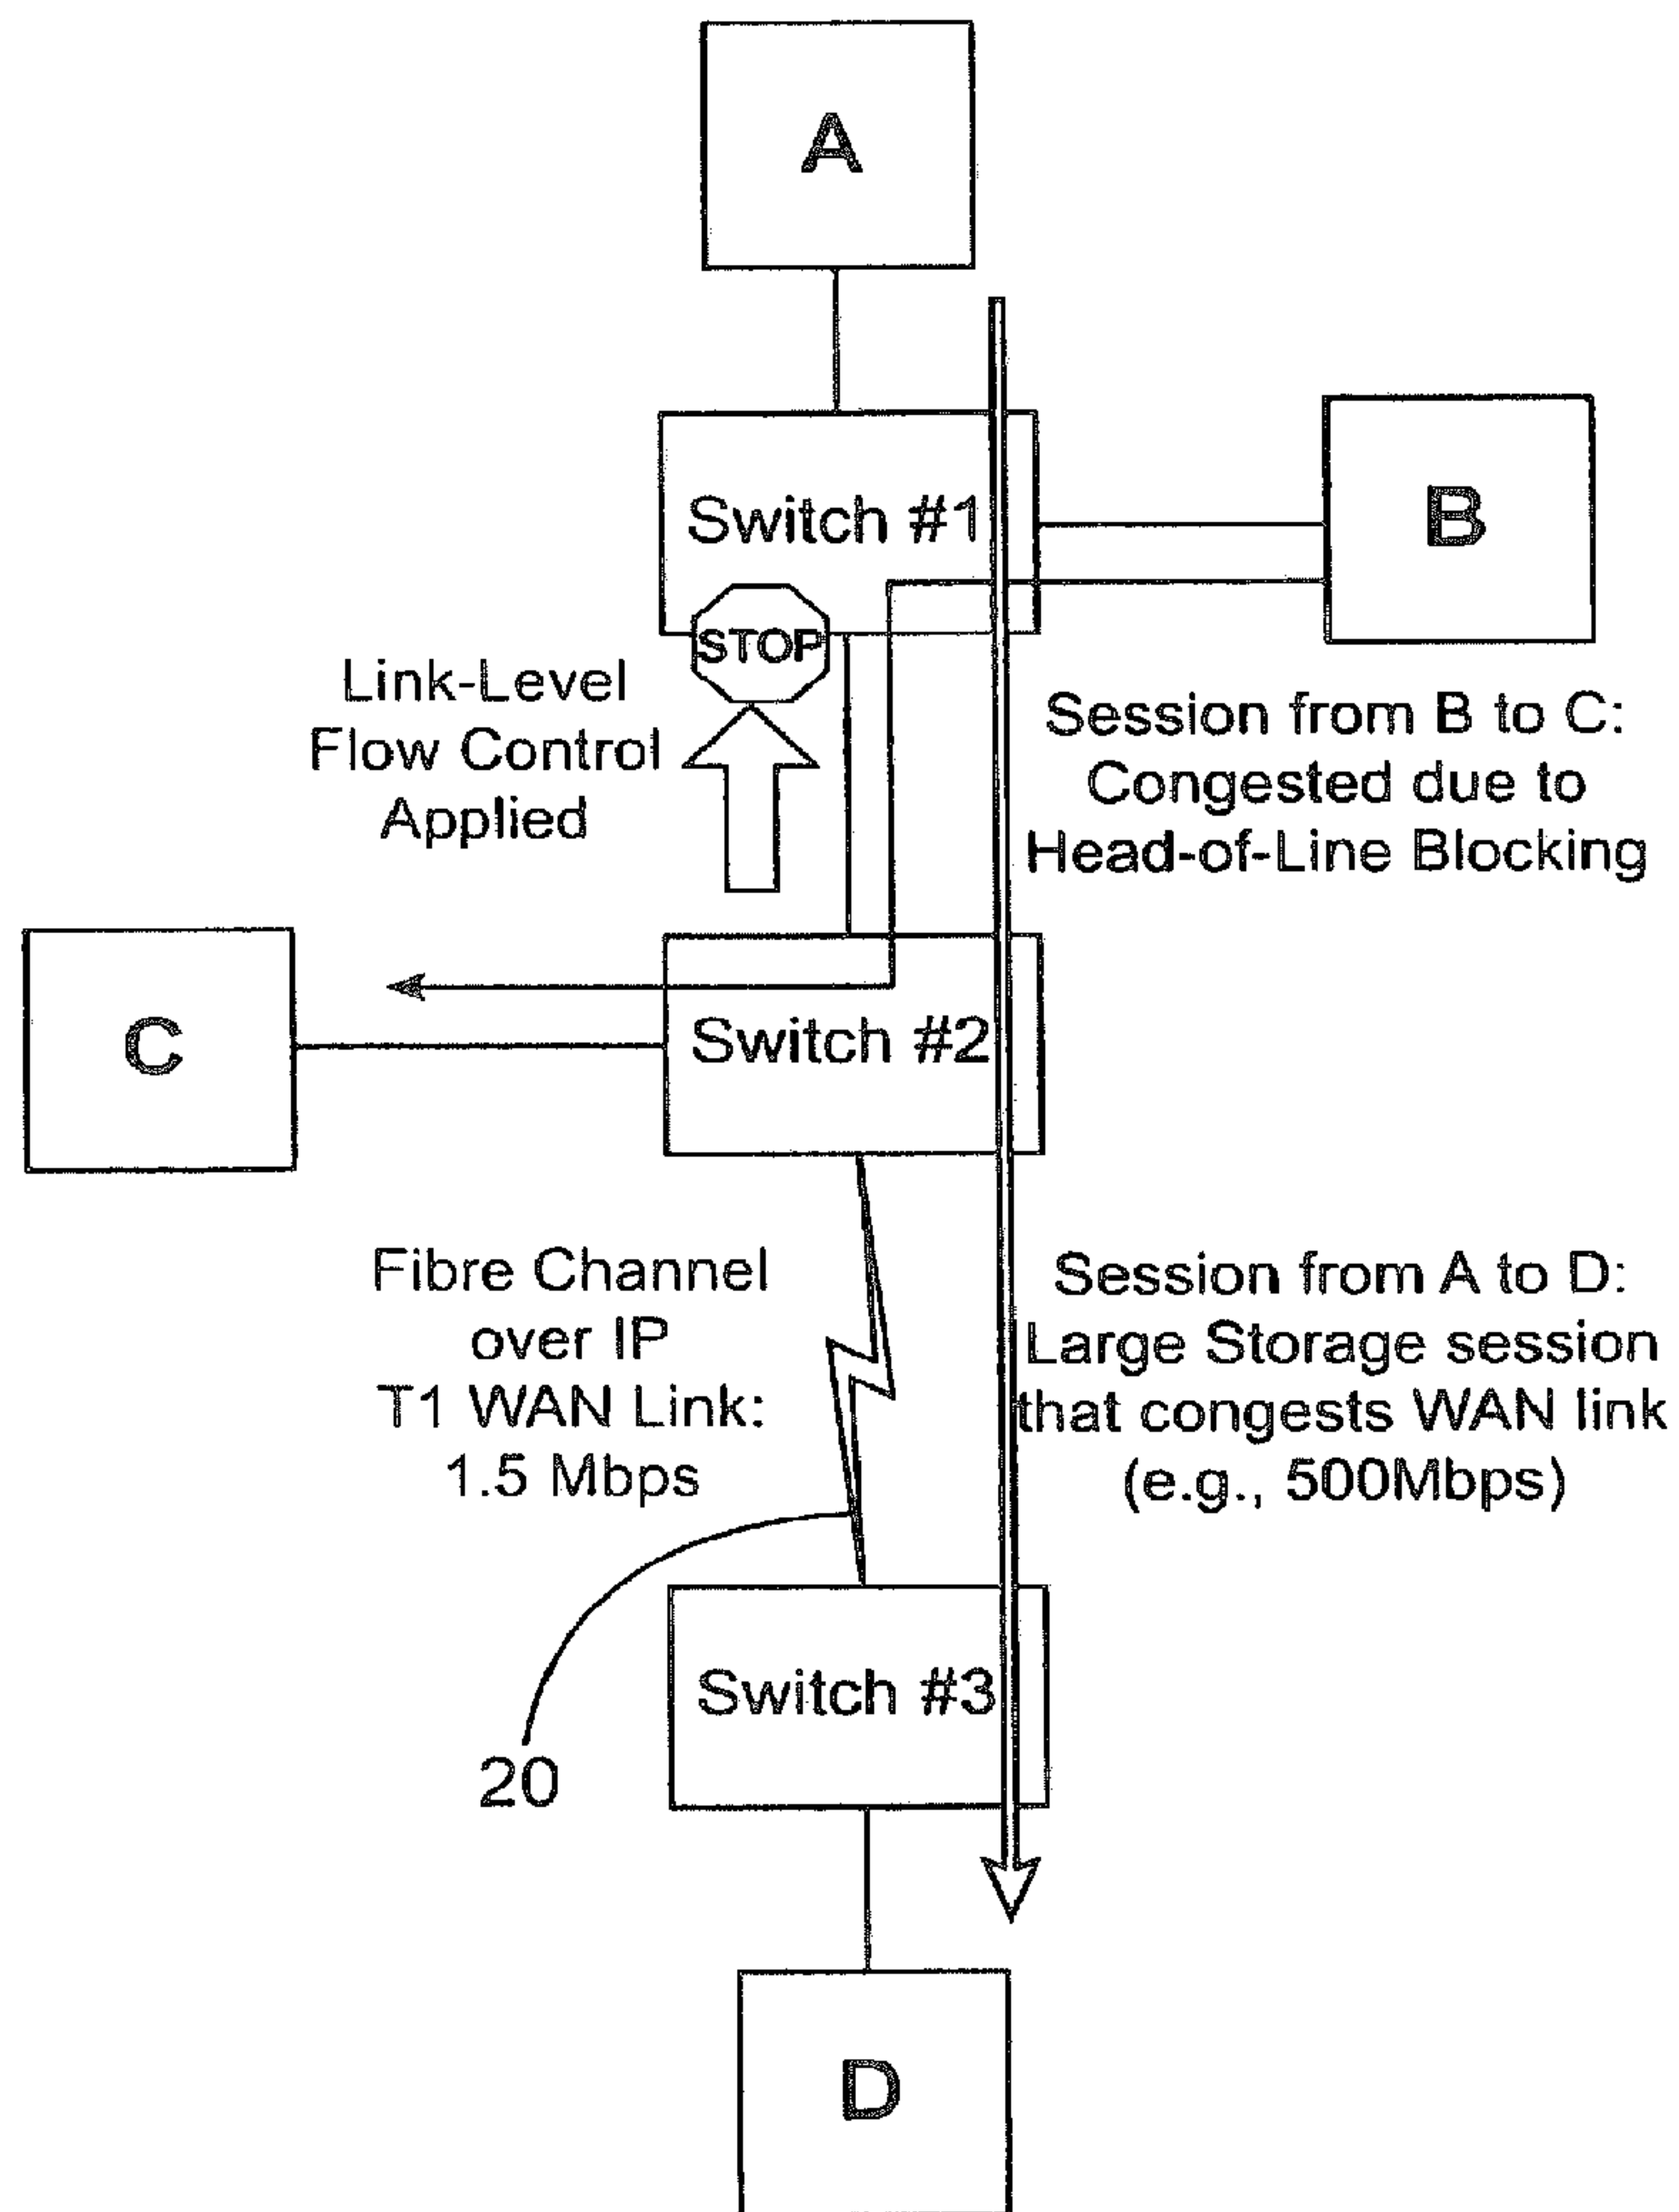 A
Switch #1
B
STOP
Link-Level
Flow Control
Applied
Session from B to C:
Congested due to
Head-of-Line Blocking
C
Switch #2
Fibre Channel
over IP
T1 WAN Link:
1.5 Mbps
Session from A to D:
Large Storage session
that congests WAN link
(e.g., 500Mbps)
Switch #3
20
D